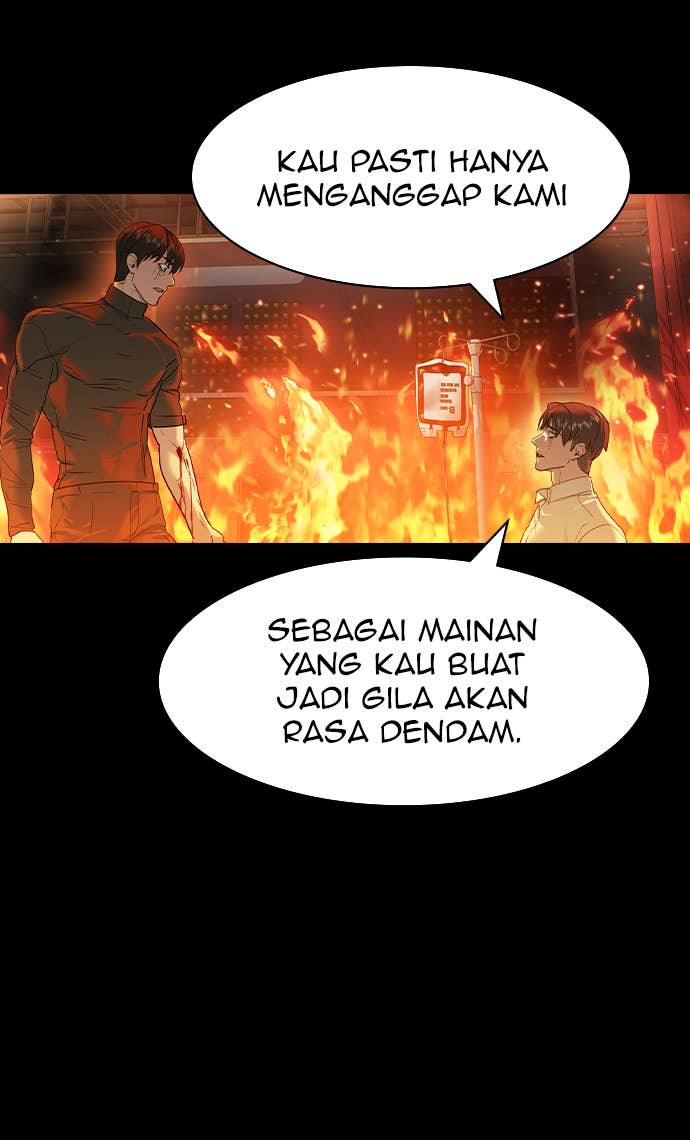 KAU PASTI HANYA
MENGANGGAP KAMI
SEBAGAI MAINAN
YANG KAU BUAT
JADI GILA AKAN
RASA DENDAM.